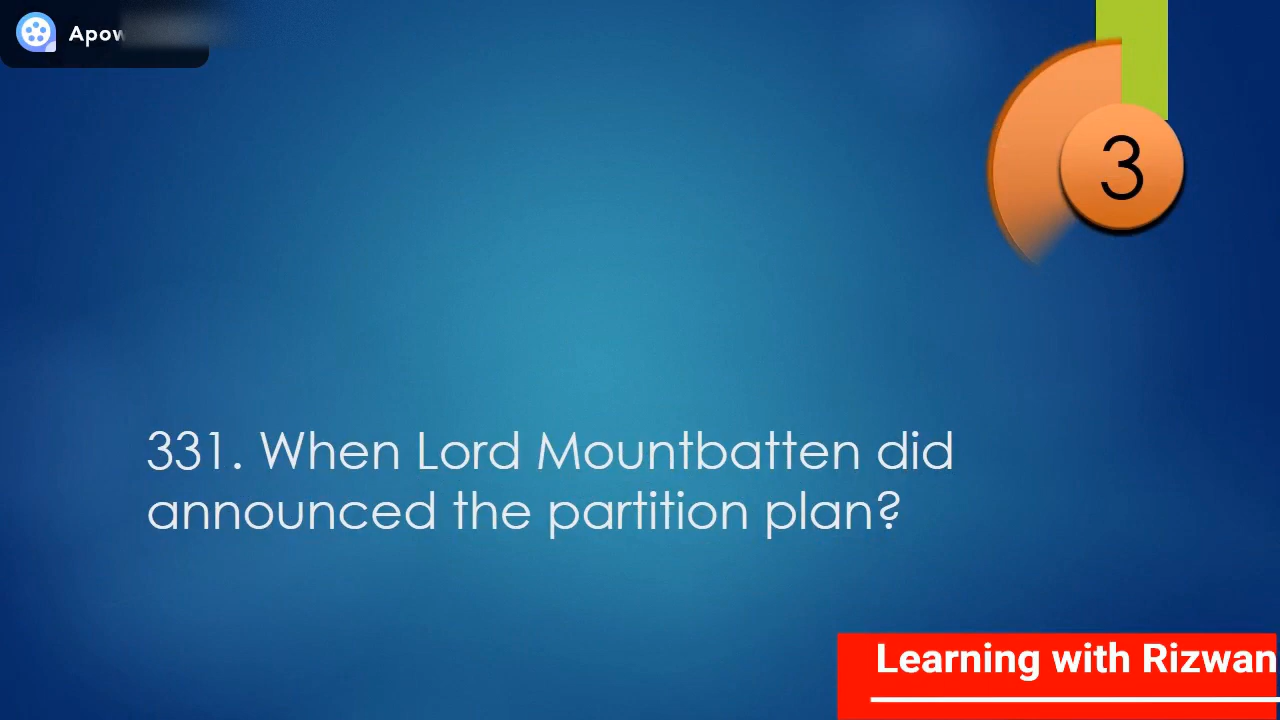 3
331. When Lord Mountbatten did
announced the partition plan?
Learning with Rizwan